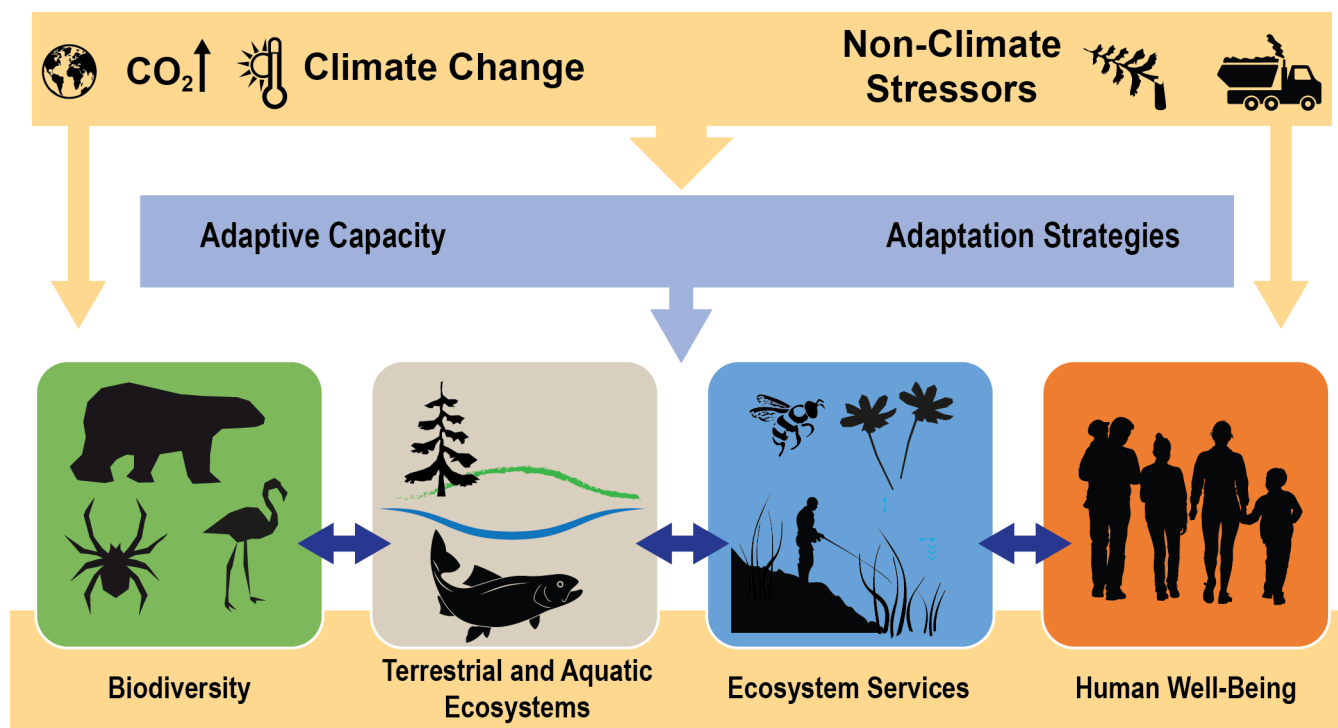 CO₂ Climate Change
Non-Climate
Stressors
Adaptive Capacity
Adaptation Strategies
Biodiversity
Terrestrial and Aquatic
Ecosystems
Ecosystem Services
Human Well-Being